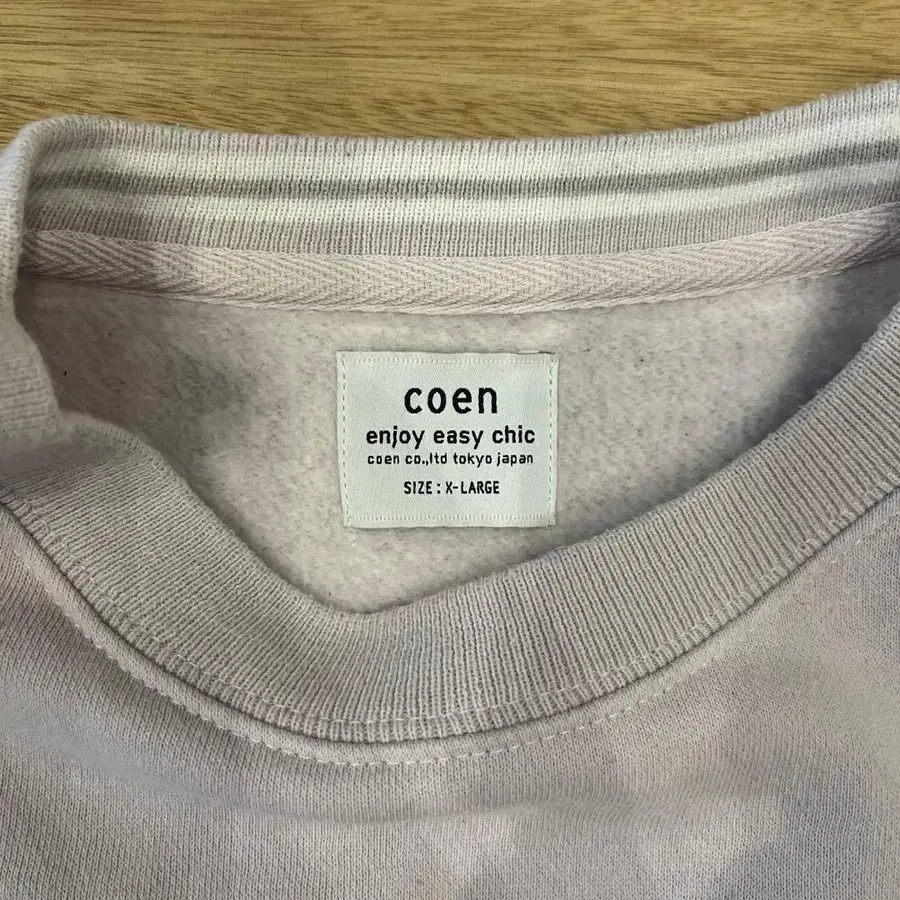 coen
enjoy easy chic
coen co.,ltd tokyo japan
SIZE : X-LARGE